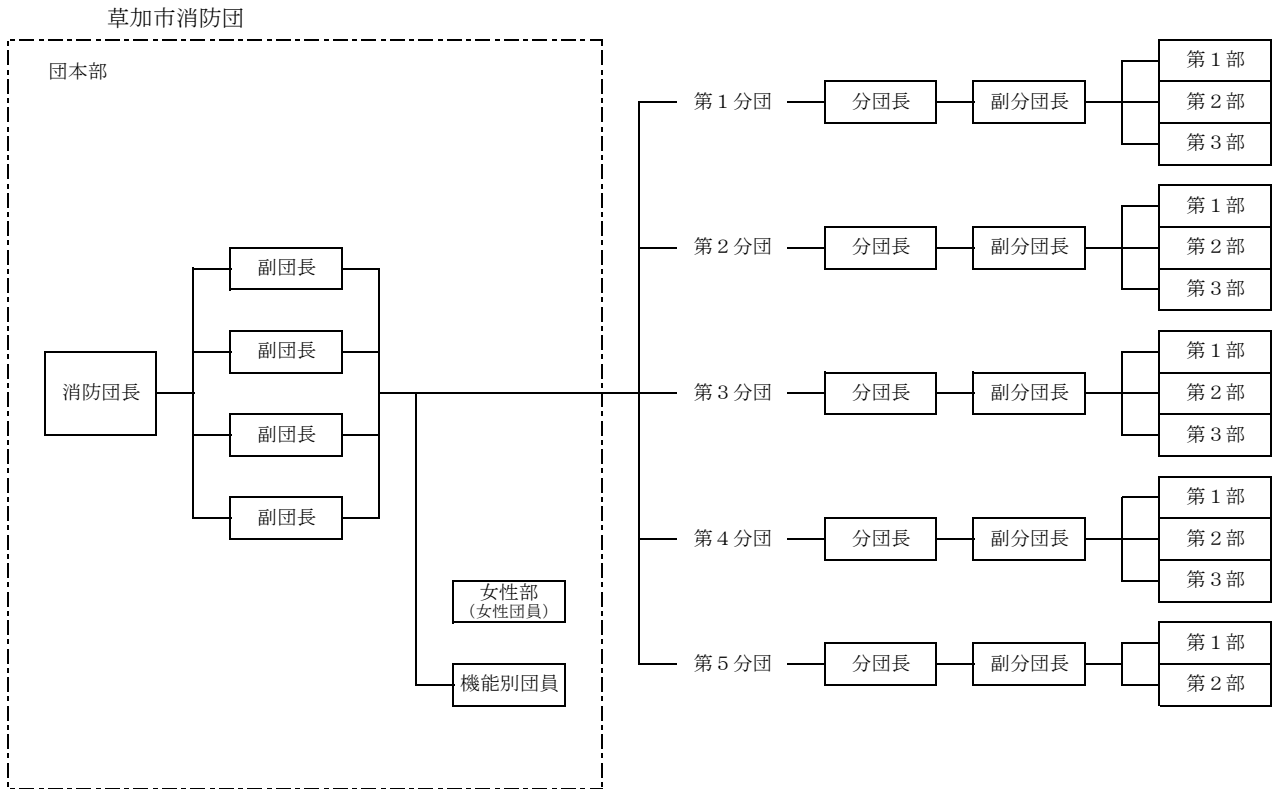 草加市消防団
団本部
消防団長
副団長
副団長
副団長
副団長
女性部
（女性団員）
機能別団員
第１分団
分団長
副分団長
第１部
第２部
第３部
第２分団
分団長
副分団長
第１部
第２部
第３部
第３分団
分団長
副分団長
第１部
第２部
第３部
第４分団
分団長
副分団長
第１部
第２部
第３部
第５分団
分団長
副分団長
第１部
第２部